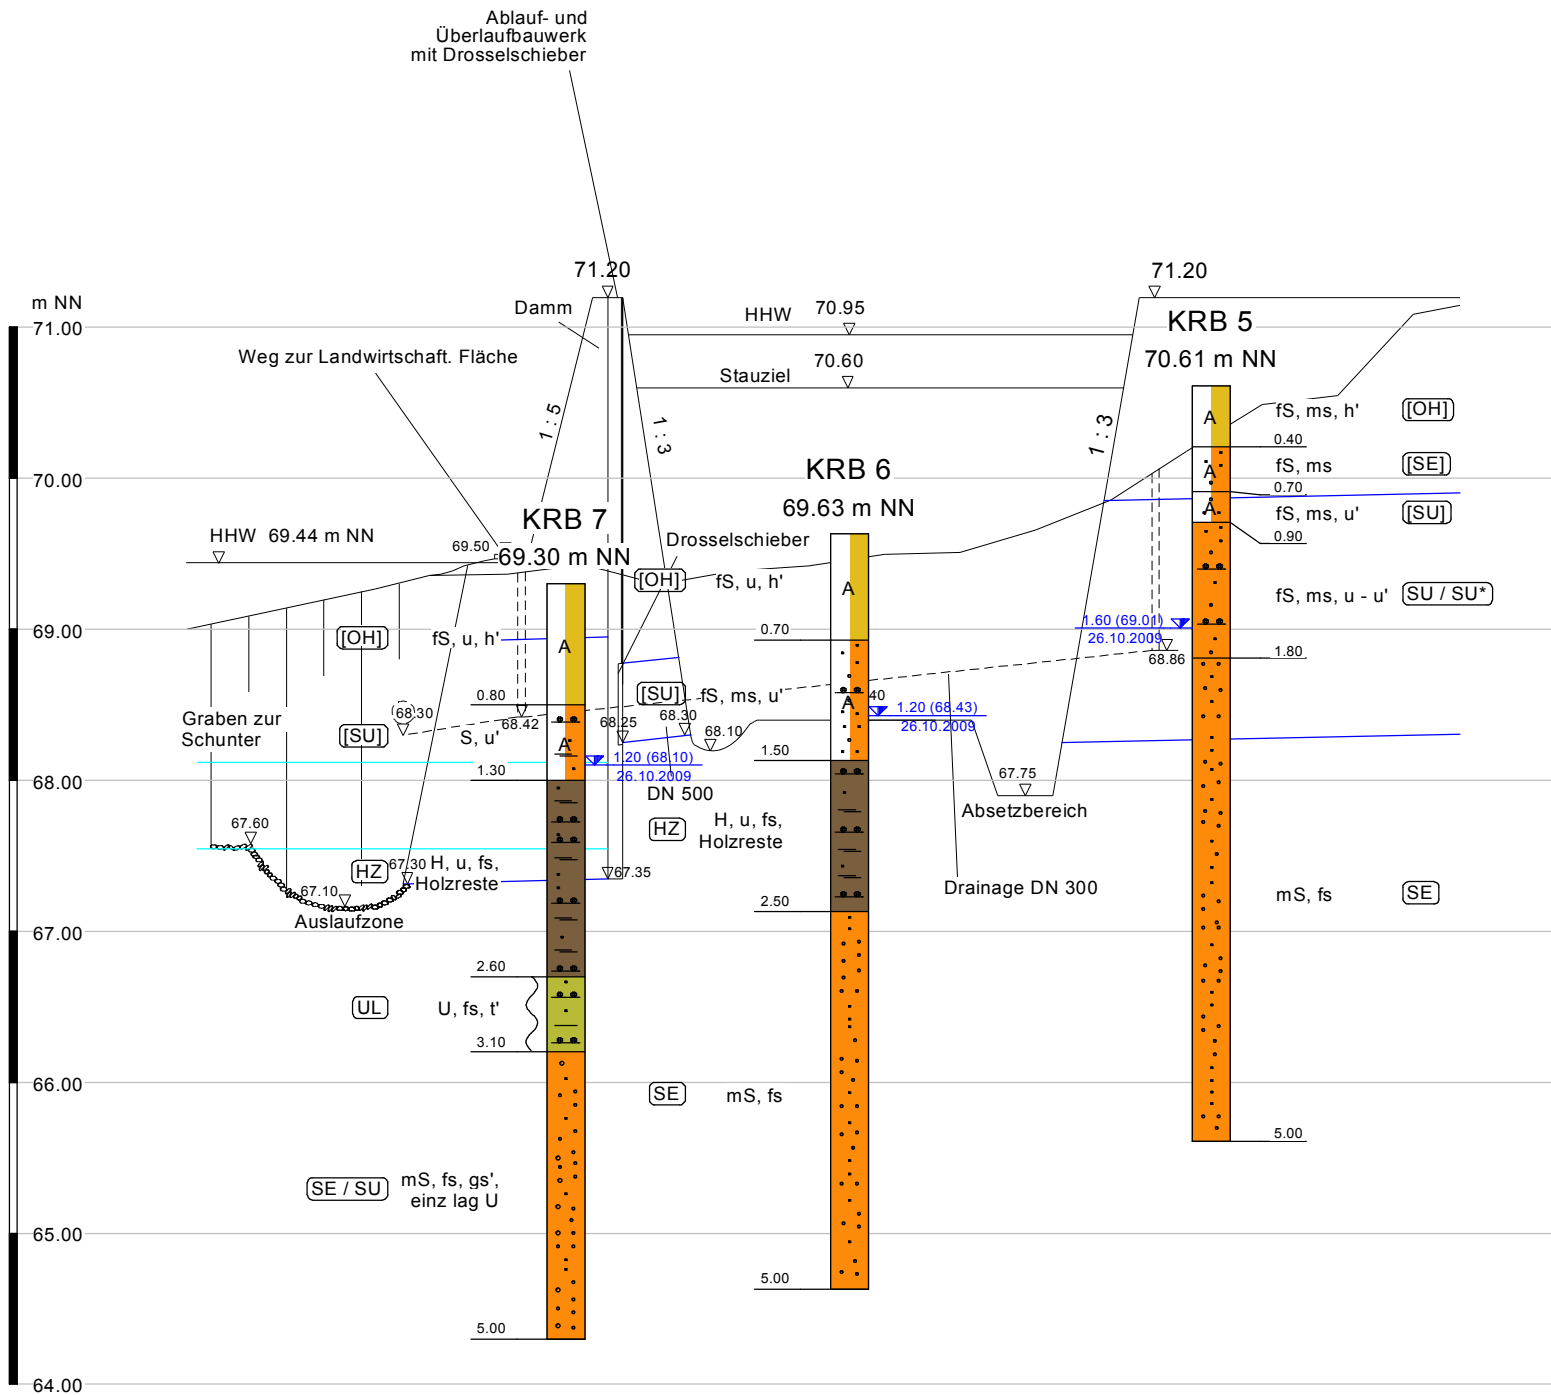 Ablauf- und
Überlaufbauwerk
mit Drosselschieber
71.20
71.20
m NN
Damm
HHW 70.95
71.00
KRB 5
Weg zur Landwirtschaft. Fläche
70.60
70.61 m NN
Stauziel
1 : 5
1 : 3
1 : 3
A
fS, ms, h'
[OH]
0.40
A
fS, ms
[SE]
70.00
KRB 6
0.70
69.63 m NN
A
fS, ms, u'
[SU]
KRB 7
0.90
HHW 69.44 m NN
69.50
69.30 m NN
Drosselschieber
[OH]
fS, u, h'
A
fS, ms, u - u'
SU / SU*
69.00
[OH]
fS, u, h'
A
0.70
1.60 (69.01)
26.10.2009
68.86
1.80
0.80
[SU]
fS, ms, u'
A
40
68.30
68.42
68.25
68.30
68.10
1.20 (68.43)
26.10.2009
Graben zur
Schunter
[SU]
S, u'
A
1.20 (68.10)
26.10.2009
1.50
1.30
67.75
68.00
DN 500
Absetzbereich
67.60
HZ
H, u, fs,
Holzreste
HZ
67.30
H, u, fs,
Holzreste
67.35
67.10
Auslaufzone
Drainage DN 300
2.50
mS, fs
SE
67.00
2.60
UL
U, fs, t'
3.10
66.00
SE
mS, fs
5.00
SE / SU
mS, fs, gs',
einz lag U
65.00
5.00
5.00
64.00